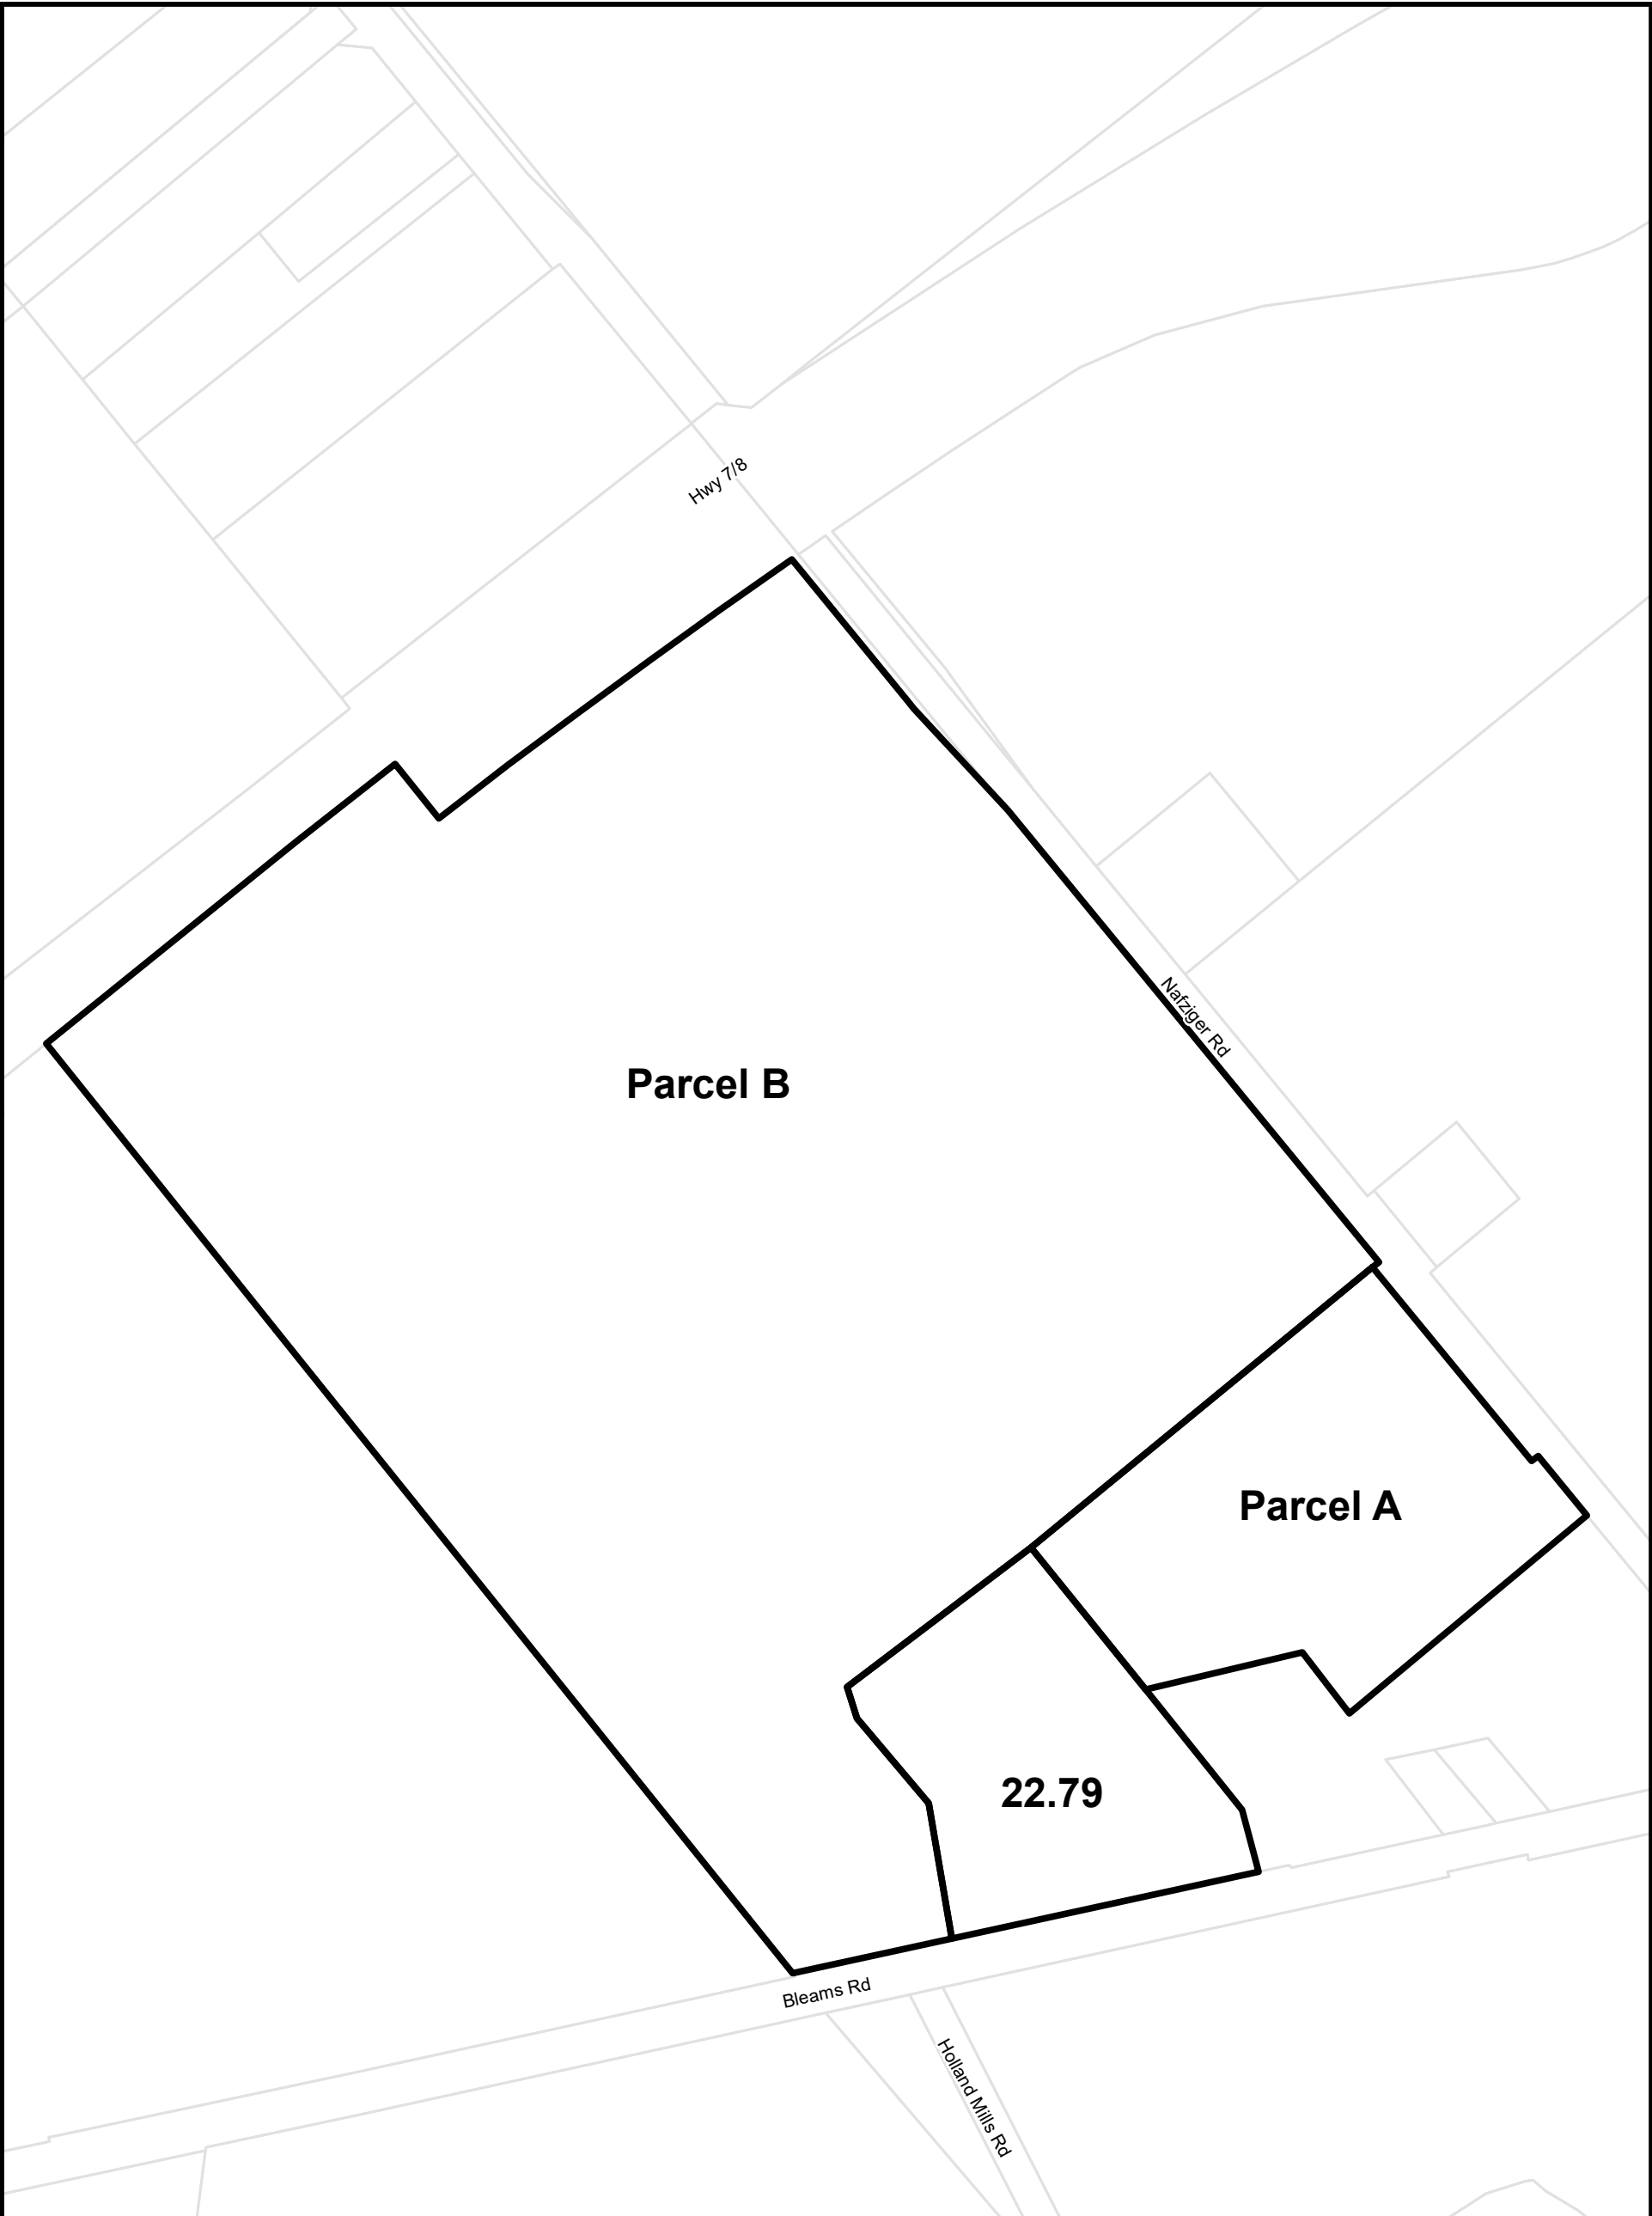 Hwy 7/8
Nafziger Rd
Parcel B
Parcel A
22.79
Bleams Rd
Holland Mills Rd